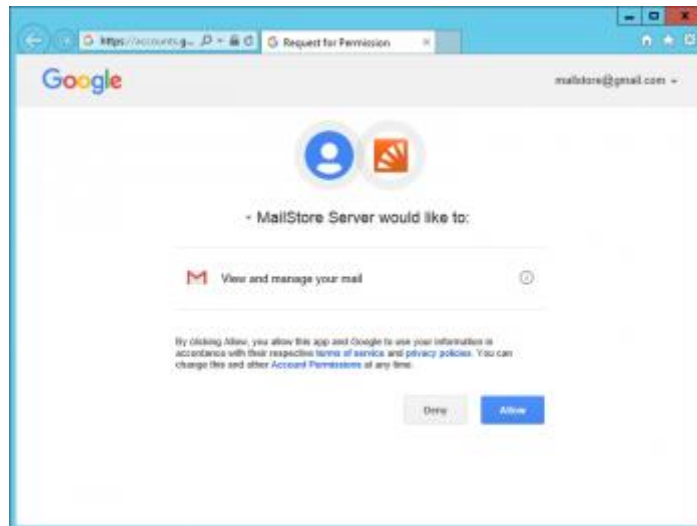 https://accounts.g...
Request for Permission
Google
mailstore@gmail.com
- MailStore Server would like to:
View and manage your mail
By clicking Allow, you allow this app and Google to use your information in
accordance with their respective terms of service and privacy policies. You can
change this and other Account Permissions at any time.
Deny
Allow